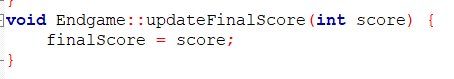 }
void Endgame::updateFinalScore(int score) {
    finalScore = score;
}